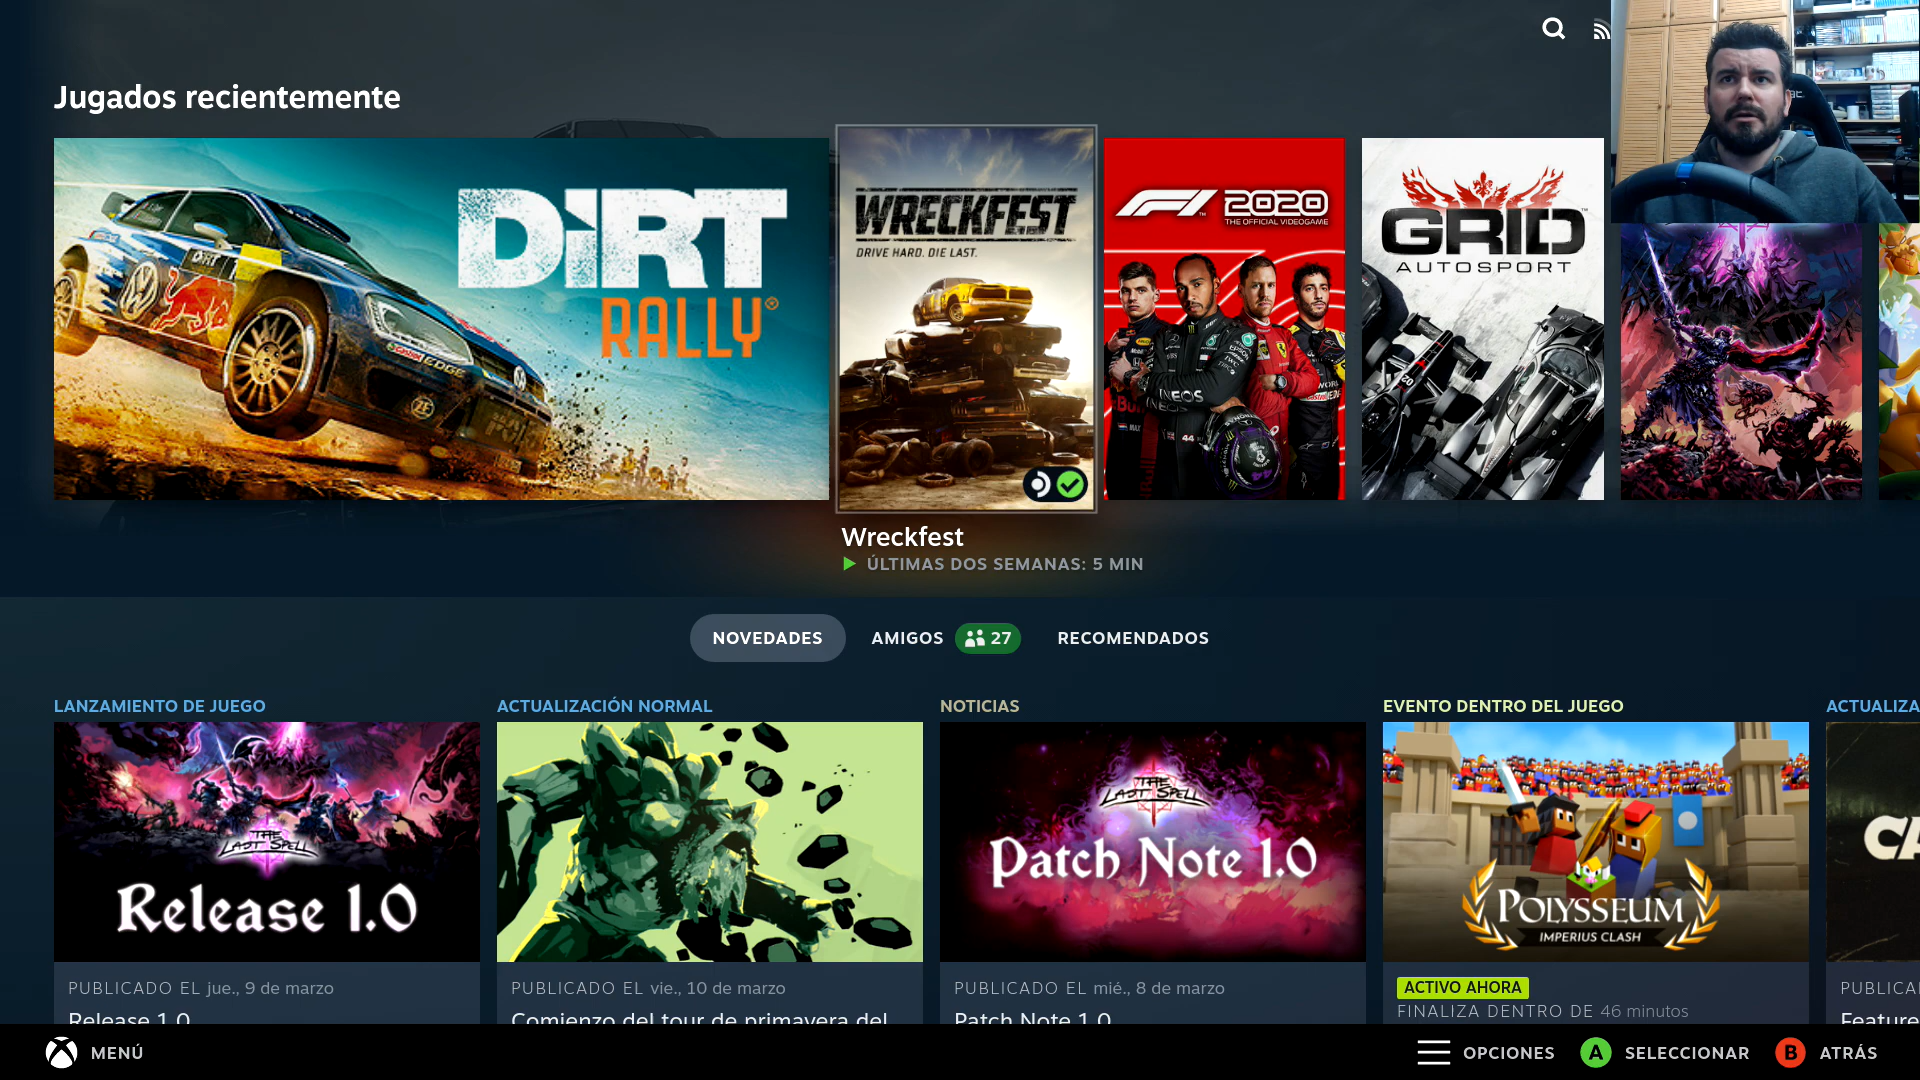 Jugados recientemente
DiRT
RALLY
WRECKFEST
DRIVE HARD. DIE LAST.
F1 2020
THE OFFICIAL VIDEOGAME
GRID
AUTOSPORT
Wreckfest
ÚLTIMAS DOS SEMANAS: 5 MIN
NOVEDADES
AMIGOS 27
RECOMENDADOS
LANZAMIENTO DE JUEGO
ACTUALIZACIÓN NORMAL
NOTICIAS
EVENTO DENTRO DEL JUEGO
ACTUALIZA
THE
LAST SPELL
Release 1.0
THE
LAST SPELL
Patch Note 1.0
POLYSSEUM
IMPERIUS CLASH
CA
PUBLICADO EL jue., 9 de marzo
Release 1.0
PUBLICADO EL vie., 10 de marzo
Comienzo del tour de primavera del
PUBLICADO EL mié., 8 de marzo
Patch Note 1.0
ACTIVO AHORA
FINALIZA DENTRO DE 46 minutos
PUBLICA
Feature
MENÚ
OPCIONES
A SELECCIONAR
B ATRÁS